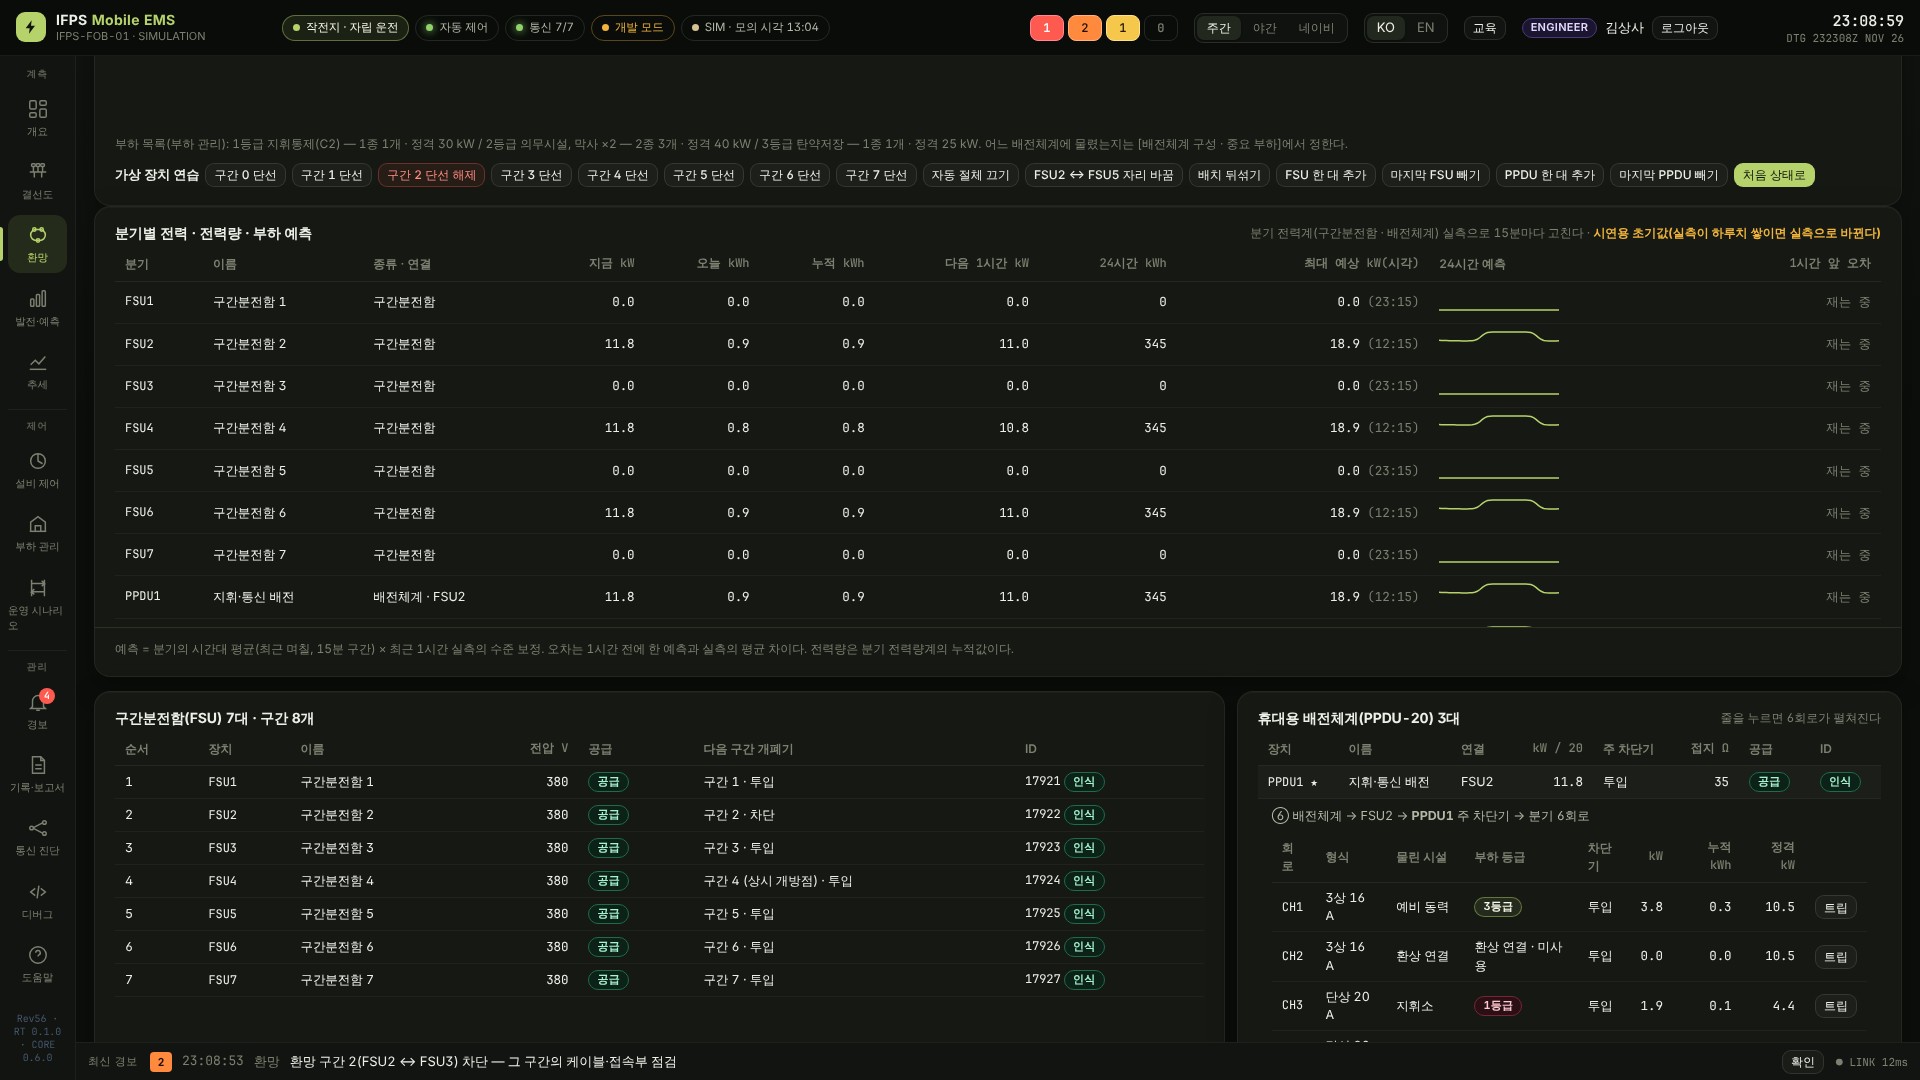 IFPS Mobile EMS
IFPS-FOB-01 · SIMULATION
작전지 · 자립 운전
자동 제어
통신 7/7
개발 모드
SIM · 모의 시각 13:04
1 2 1 0
주간 야간 네이비
KO EN
교육
ENGINEER 김상사 로그아웃
23:08:59
DTG 232308Z NOV 26
계측
개요
결선도
환망
발전·예측
추세
제어
설비 제어
부하 관리
운영 시나리
오
관리
4
경보
기록·보고서
통신 진단
디버그
도움말
Rev56 ·
RT 0.1.0
· CORE
0.6.0
부하 목록(부하 관리): 1등급 지휘통제(C2) — 1종 1개 · 정격 30 kW / 2등급 의무시설, 막사 ×2 — 2종 3개 · 정격 40 kW / 3등급 탄약저장 — 1종 1개 · 정격 25 kW. 어느 배전체계에 물렸는지는 [배전체계 구성 · 중요 부하]에서 정한다.
가상 장치 연습 구간 0 단선 구간 1 단선 구간 2 단선 해제 구간 3 단선 구간 4 단선 구간 5 단선 구간 6 단선 구간 7 단선 자동 절체 끄기 FSU2 ↔ FSU5 자리 바꿈 배치 뒤섞기 FSU 한 대 추가 마지막 FSU 빼기 PPDU 한 대 추가 마지막 PPDU 빼기 처음 상태로
분기별 전력 · 전력량 · 부하 예측
분기 전력계(구간분전함 · 배전체계) 실측으로 15분마다 고친다 · 시연용 초기값(실측이 하루치 쌓이면 실측으로 바뀐다)
분기 이름 종류 · 연결 지금 kW 오늘 kWh 누적 kWh 다음 1시간 kW 24시간 kWh 최대 예상 kW(시각) 24시간 예측 1시간 앞 오차
FSU1 구간분전함 1 구간분전함 0.0 0.0 0.0 0.0 0 0.0 (23:15) 재는 중
FSU2 구간분전함 2 구간분전함 11.8 0.9 0.9 11.0 345 18.9 (12:15) 재는 중
FSU3 구간분전함 3 구간분전함 0.0 0.0 0.0 0.0 0 0.0 (23:15) 재는 중
FSU4 구간분전함 4 구간분전함 11.8 0.8 0.8 10.8 345 18.9 (12:15) 재는 중
FSU5 구간분전함 5 구간분전함 0.0 0.0 0.0 0.0 0 0.0 (23:15) 재는 중
FSU6 구간분전함 6 구간분전함 11.8 0.9 0.9 11.0 345 18.9 (12:15) 재는 중
FSU7 구간분전함 7 구간분전함 0.0 0.0 0.0 0.0 0 0.0 (23:15) 재는 중
PPDU1 지휘·통신 배전 배전체계 · FSU2 11.8 0.9 0.9 11.0 345 18.9 (12:15) 재는 중
예측 = 분기의 시간대 평균(최근 며칠, 15분 구간) × 최근 1시간 실측의 수준 보정. 오차는 1시간 전에 한 예측과 실측의 평균 차이다. 전력량은 분기 전력량계의 누적값이다.
구간분전함(FSU) 7대 · 구간 8개
순서 장치 이름 전압 V 공급 다음 구간 개폐기 ID
1 FSU1 구간분전함 1 380 공급 구간 1 · 투입 17921 인식
2 FSU2 구간분전함 2 380 공급 구간 2 · 차단 17922 인식
3 FSU3 구간분전함 3 380 공급 구간 3 · 투입 17923 인식
4 FSU4 구간분전함 4 380 공급 구간 4 (상시 개방점) · 투입 17924 인식
5 FSU5 구간분전함 5 380 공급 구간 5 · 투입 17925 인식
6 FSU6 구간분전함 6 380 공급 구간 6 · 투입 17926 인식
7 FSU7 구간분전함 7 380 공급 구간 7 · 투입 17927 인식
휴대용 배전체계(PPDU-20) 3대
줄을 누르면 6회로가 펼쳐진다
장치 이름 연결 kW / 20 주 차단기 접지 Ω 공급 ID
PPDU1 ★ 지휘·통신 배전 FSU2 11.8 투입 35 공급 인식
⑥ 배전체계 → FSU2 → PPDU1 주 차단기 → 분기 6회로
회로 형식 물린 시설 부하 등급 차단기 kW 누적 kWh 정격 kW
CH1 3상 16 A 예비 동력 3등급 투입 3.8 0.3 10.5 트립
CH2 3상 16 A 환상 연결 환상 연결 · 미사용 투입 0.0 0.0 10.5 트립
CH3 단상 20 A 지휘소 1등급 투입 1.9 0.1 4.4 트립
최신 경보 2 23:08:53 환망 환망 구간 2(FSU2 ↔ FSU3) 차단 — 그 구간의 케이블·접속부 점검
확인
LINK 12ms